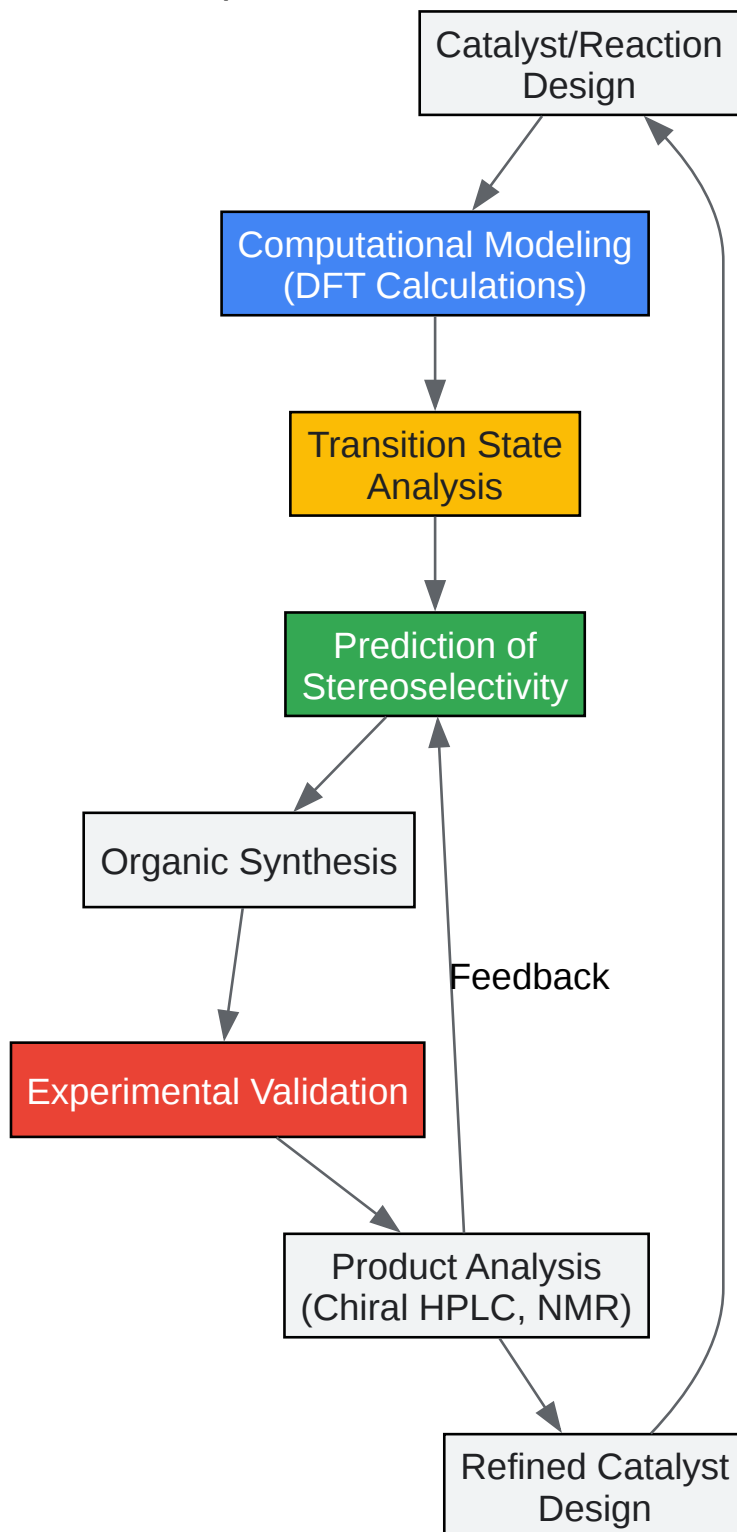 Catalyst/Reaction
Design
Computational Modeling
(DFT Calculations)
Transition State
Analysis
Prediction of
Stereoselectivity
Organic Synthesis
Feedback
Experimental Validation
Product Analysis
(Chiral HPLC, NMR)
Refined Catalyst
Design